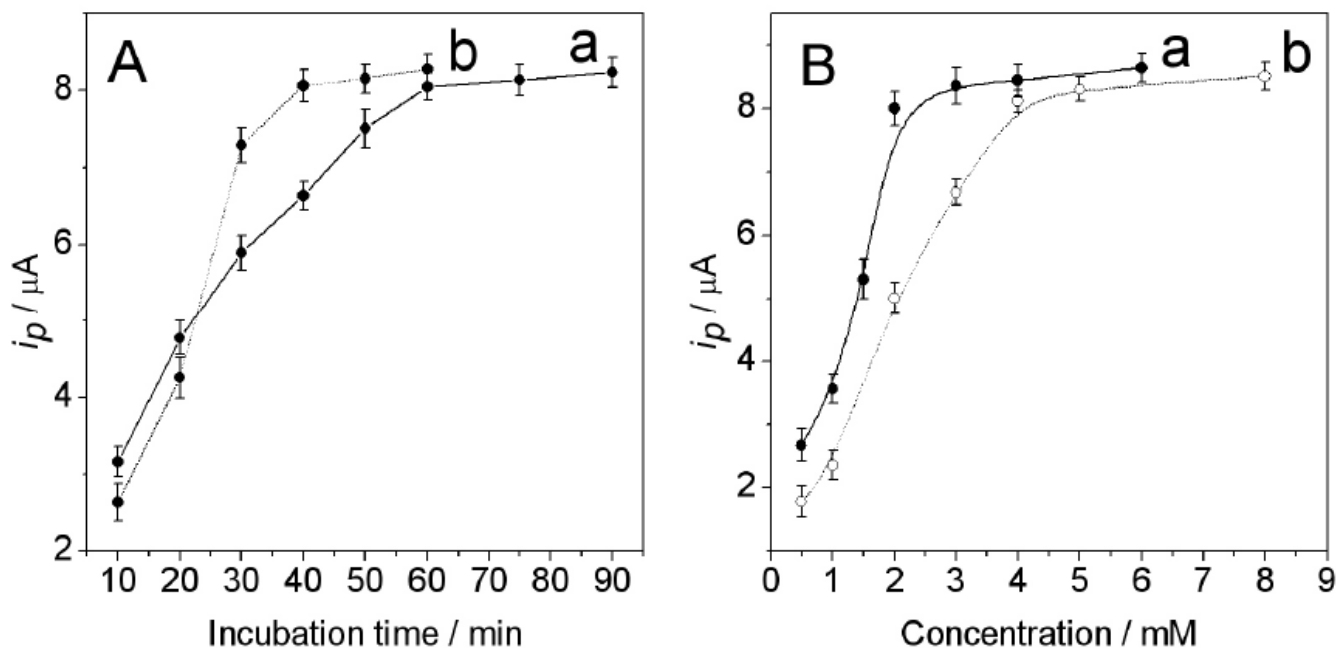 A
b
a
8
6
4
2
i_p / μA
10 20 30 40 50 60 70 80 90
Incubation time / min
B
a
b
8
6
4
2
i_p / μA
0 1 2 3 4 5 6 7 8 9
Concentration / mM